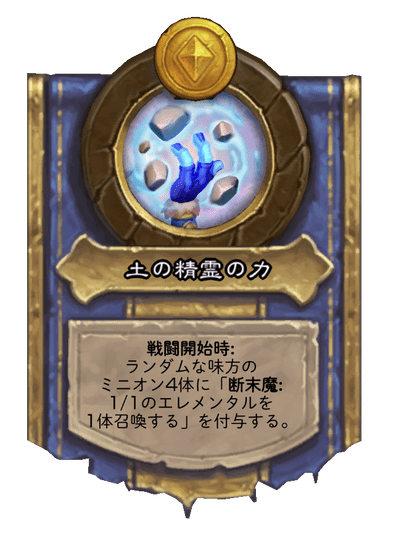 土の精霊の力
戦闘開始時:
ランダムな味方の
ミニオン4体に「断末魔:
1/1のエレメンタルを
1体召喚する」を付与する。